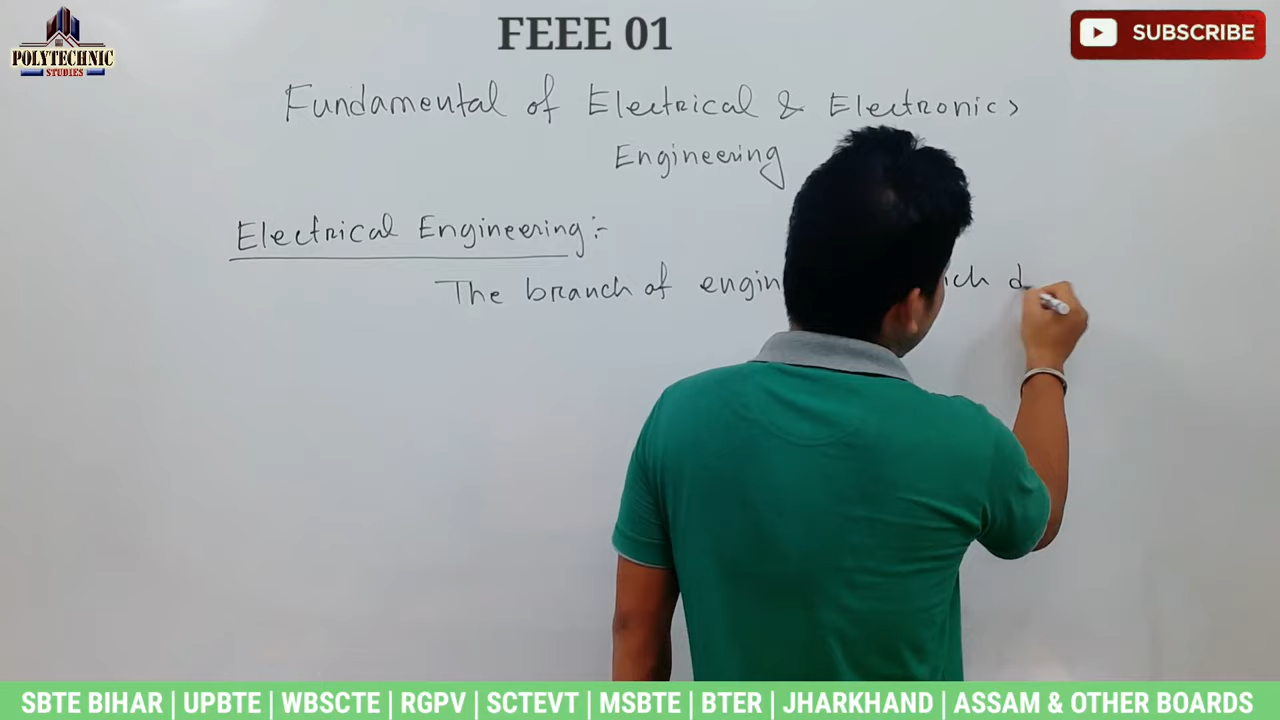 FEEE 01
POLYTECHNIC
STUDIES
SUBSCRIBE
Fundamental of Electrical & Electronics
Engineering
Electrical Engineering :-
The branch of
SBTE BIHAR | UPBTE | WBSCTE | RGPV | SCTEVT | MSBTE | BTER | JHARKHAND | ASSAM & OTHER BOARDS